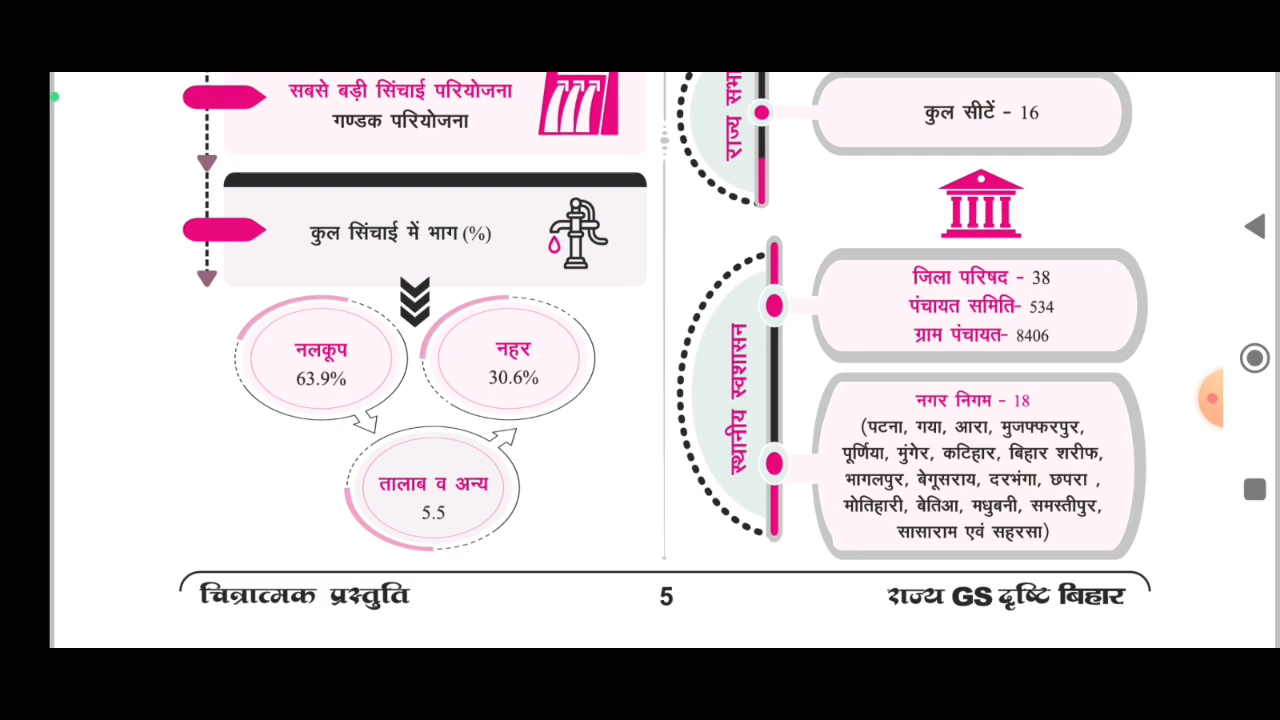 सबसे बड़ी सिंचाई परियोजना
गण्डक परियोजना
कुल सिंचाई में भाग (%)
नलकूप
63.9%
नहर
30.6%
तालाब व अन्य
5.5
राज्य
कुल सीटें - 16
स्थानीय स्वशासन
जिला परिषद - 38
पंचायत समिति- 534
ग्राम पंचायत- 8406
नगर निगम - 18
(पटना, गया, आरा, मुजफ्फरपुर,
पूर्णिया, मुंगेर, कटिहार, बिहार शरीफ,
भागलपुर, बेगूसराय, दरभंगा, छपरा ,
मोतिहारी, बेतिआ, मधुबनी, समस्तीपुर,
सासाराम एवं सहरसा)
चित्रात्मक प्रस्तुति
5
राज्य GS दृष्टि बिहार